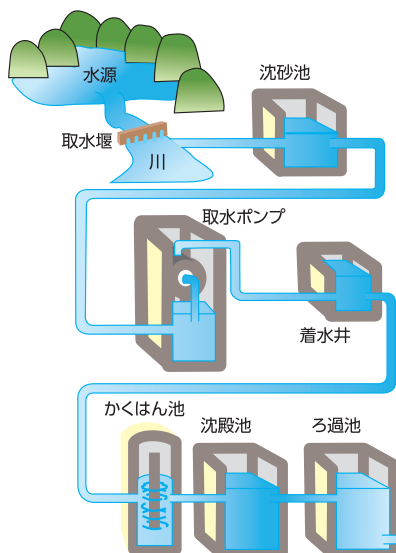 水源
沈砂池
取水堰
川
取水ポンプ
着水井
かくはん池
沈殿池
ろ過池